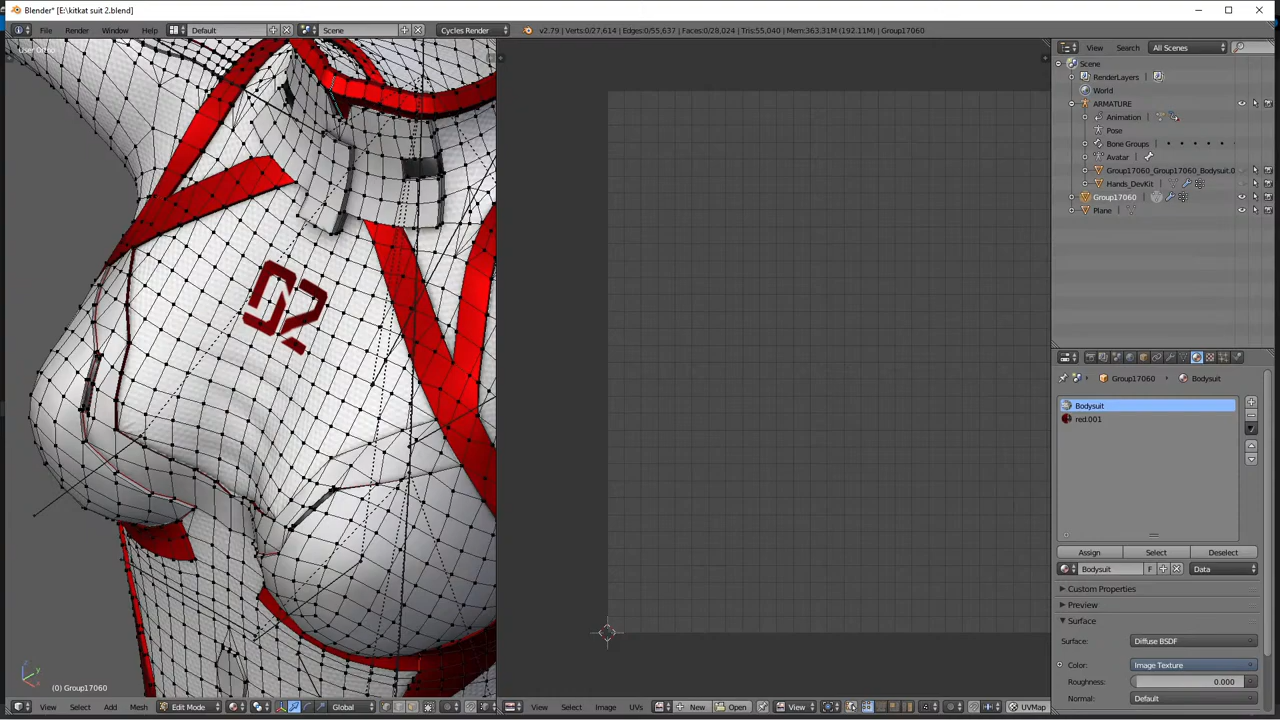 Blender* [E:\kitkat suit 2.blend]
File Render Window Help Default Scene Cycles Render v2.79 | Verts:0/27,614 | Edges:0/55,637 | Faces:0/28,024 | Tris:55,040 | Mem:363.31M (192.11M) | Group17060
User Ortho
View Search All Scenes
Scene
RenderLayers
World
ARMATURE
Animation
Pose
Bone Groups
Avatar
Group17060_Group17060_Bodysuit.0
Hands_DevKit
Group17060
Plane
02
Group17060 Bodysuit
Bodysuit
red.001
Assign Select Deselect
Bodysuit F Data
Custom Properties
Preview
Surface
Surface: Diffuse BSDF
Color: Image Texture
Roughness: 0.000
Normal: Default
(0) Group17060
View Select Add Mesh Edit Mode Global View Select Image UVs New Open View UVMap